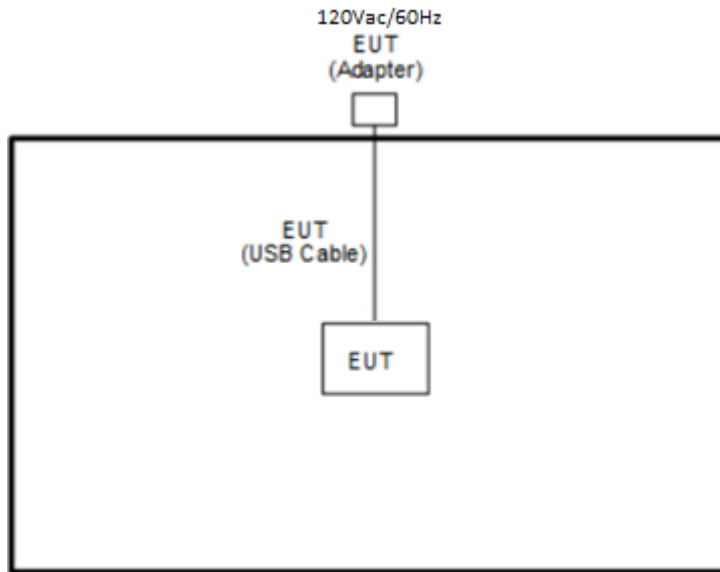 120Vac/60Hz
EUT
(Adapter)
EUT
(USB Cable)
EUT